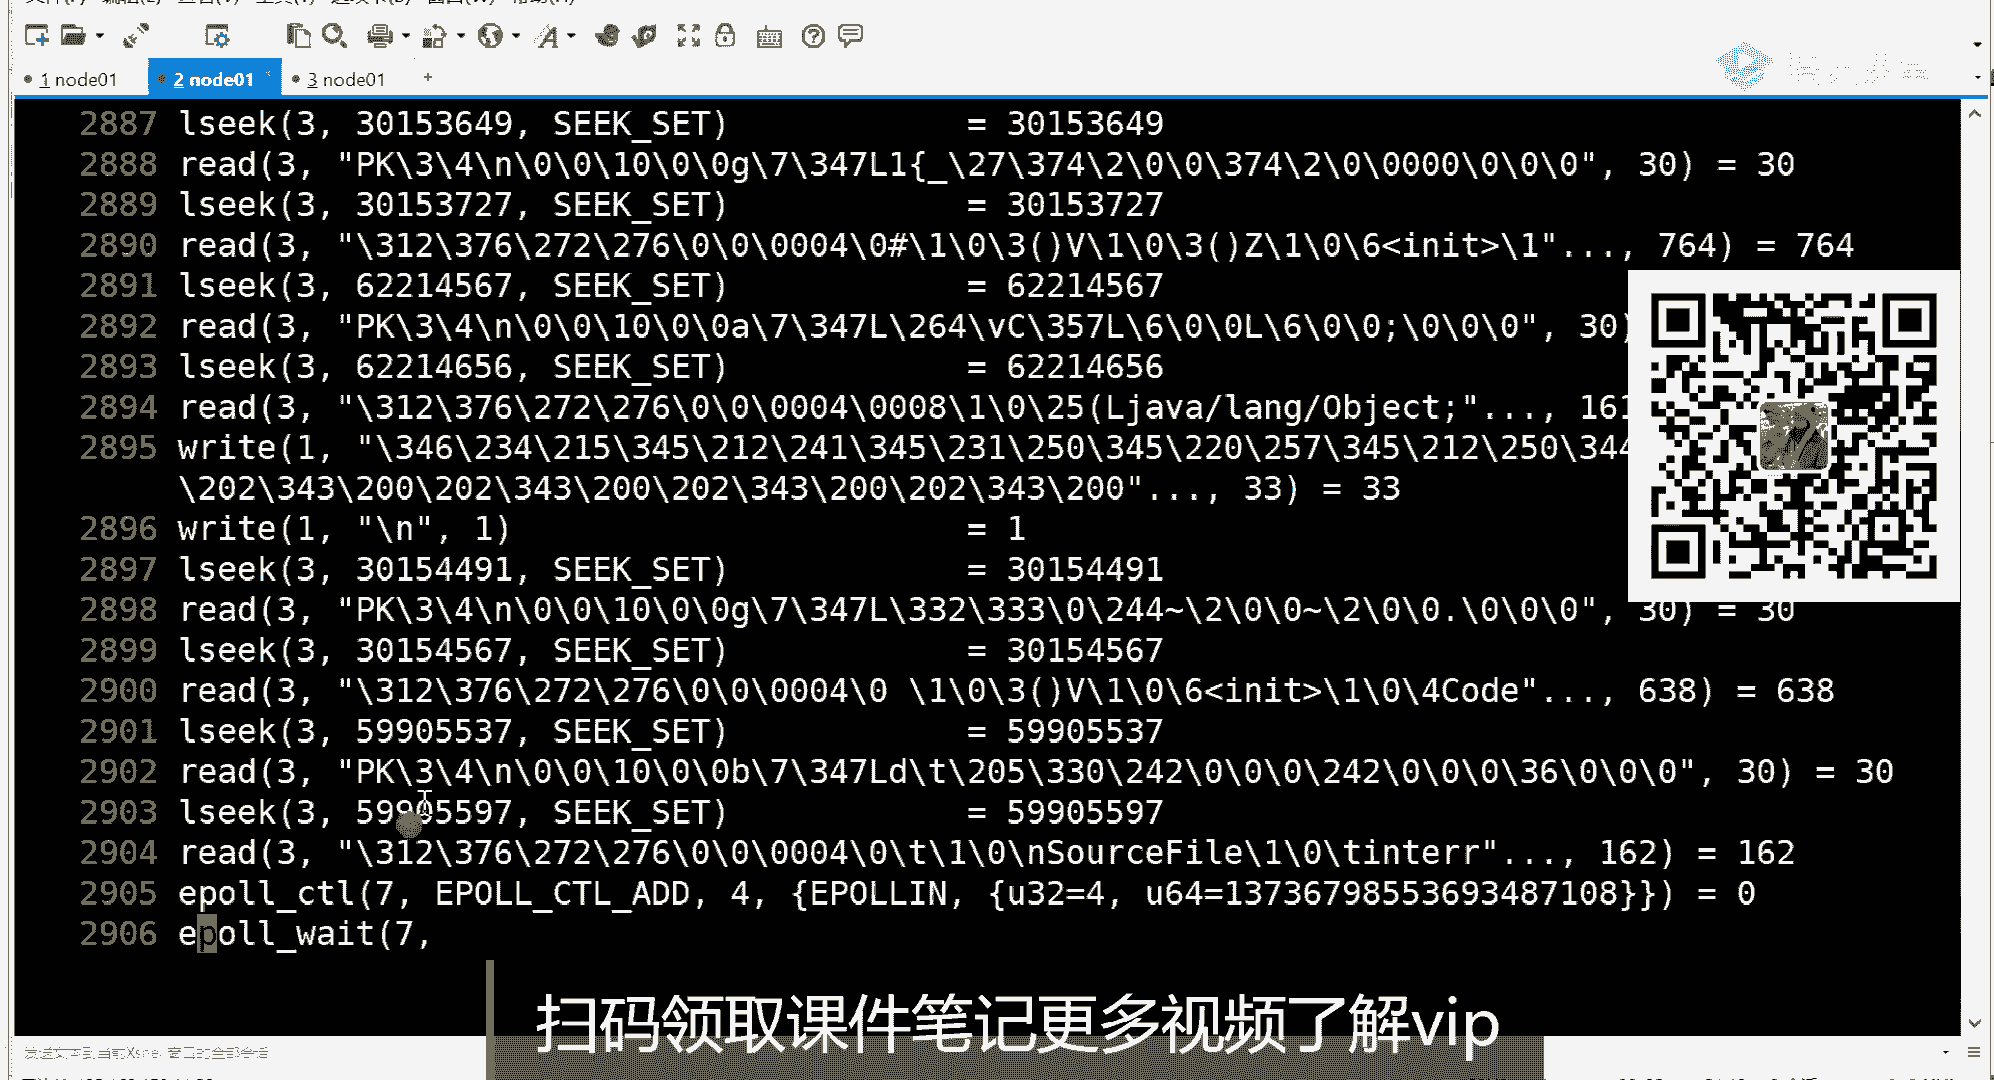 1 node01
2 node01
3 node01
+
2887 lseek(3, 30153649, SEEK_SET) = 30153649
2888 read(3, "PK\3\4\n\0\0\10\0\0g\7\347L1{_\27\374\2\0\0\374\2\0\0000\0\0\0", 30) = 30
2889 lseek(3, 30153727, SEEK_SET) = 30153727
2890 read(3, "\312\376\272\276\0\0\0004\0#\1\0\3()V\1\0\3()Z\1\0\6<init>\1"..., 764) = 764
2891 lseek(3, 62214567, SEEK_SET) = 62214567
2892 read(3, "PK\3\4\n\0\0\10\0\0a\7\347L\264\vC\357L\6\0\0L\6\0\0;\0\0\0", 30)
2893 lseek(3, 62214656, SEEK_SET) = 62214656
2894 read(3, "\312\376\272\276\0\0\0004\0008\1\0\25(Ljava/lang/Object;"..., 161
2895 write(1, "\346\234\215\345\212\241\345\231\250\345\220\257\345\212\250\344
\202\343\200\202\343\200\202\343\200\202\343\200"..., 33) = 33
2896 write(1, "\n", 1) = 1
2897 lseek(3, 30154491, SEEK_SET) = 30154491
2898 read(3, "PK\3\4\n\0\0\10\0\0g\7\347L\332\333\0\244~\2\0\0~\2\0\0.\0\0\0", 30) = 30
2899 lseek(3, 30154567, SEEK_SET) = 30154567
2900 read(3, "\312\376\272\276\0\0\0004\0 \1\0\3()V\1\0\6<init>\1\0\4Code"..., 638) = 638
2901 lseek(3, 59905537, SEEK_SET) = 59905537
2902 read(3, "PK\3\4\n\0\0\10\0\0b\7\347Ld\t\205\330\242\0\0\0\242\0\0\0\36\0\0\0", 30) = 30
2903 lseek(3, 59905597, SEEK_SET) = 59905597
2904 read(3, "\312\376\272\276\0\0\0004\0\t\1\0\nSourceFile\1\0\tinterr"..., 162) = 162
2905 epoll_ctl(7, EPOLL_CTL_ADD, 4, {EPOLLIN, {u32=4, u64=13736798553693487108}}) = 0
2906 epoll_wait(7,
扫码领取课件笔记更多视频了解vip